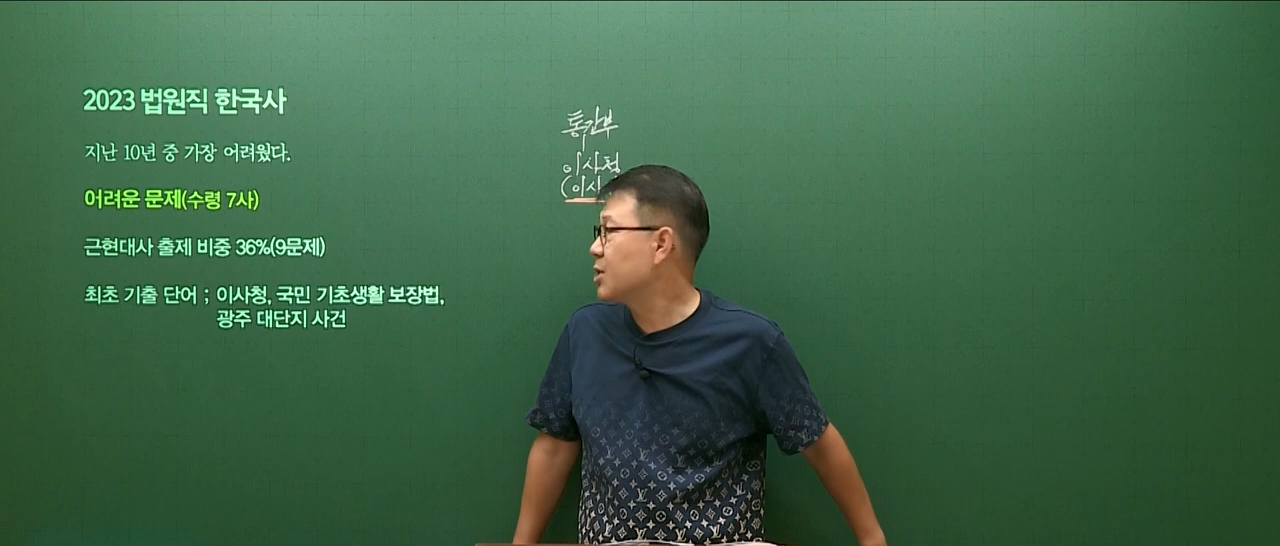 2023 법원직 한국사
지난 10년 중 가장 어려웠다.
어려운 문제(수령 7사)
근현대사 출제 비중 36%(9문제)
최초 기출 단어 ; 이사청, 국민 기초생활 보장법,
광주 대단지 사건
통감부
이사청
(이사